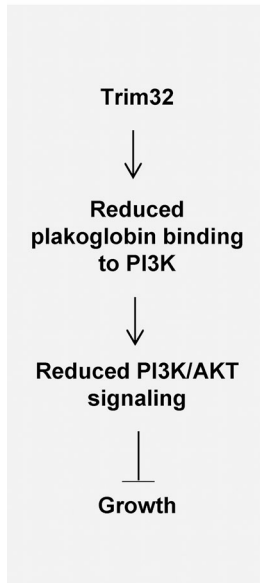 Trim32
Reduced
plakoglobin binding
to PI3K
Reduced PI3K/AKT
signaling
Growth